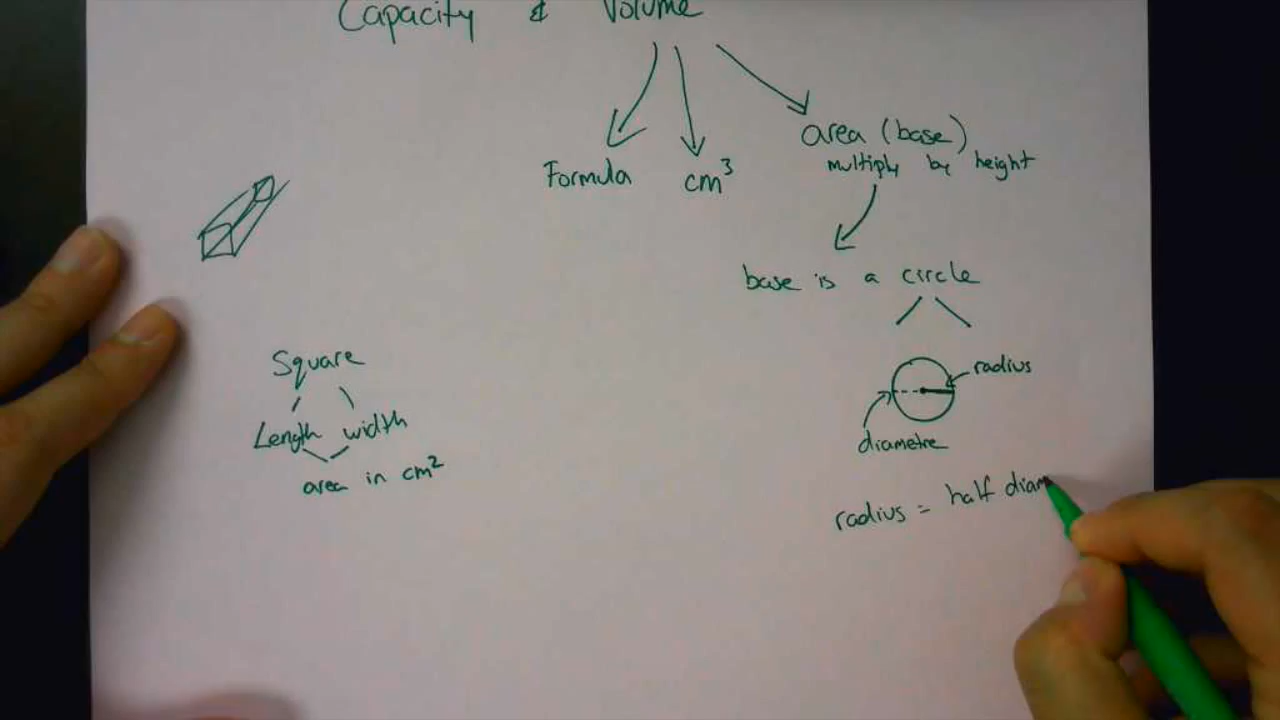 Capacity & Volume
area (base)
multiply by height
Formula cm³
base is a circle
radius
diametre
Square
Length width
area in cm²
radius = half diam